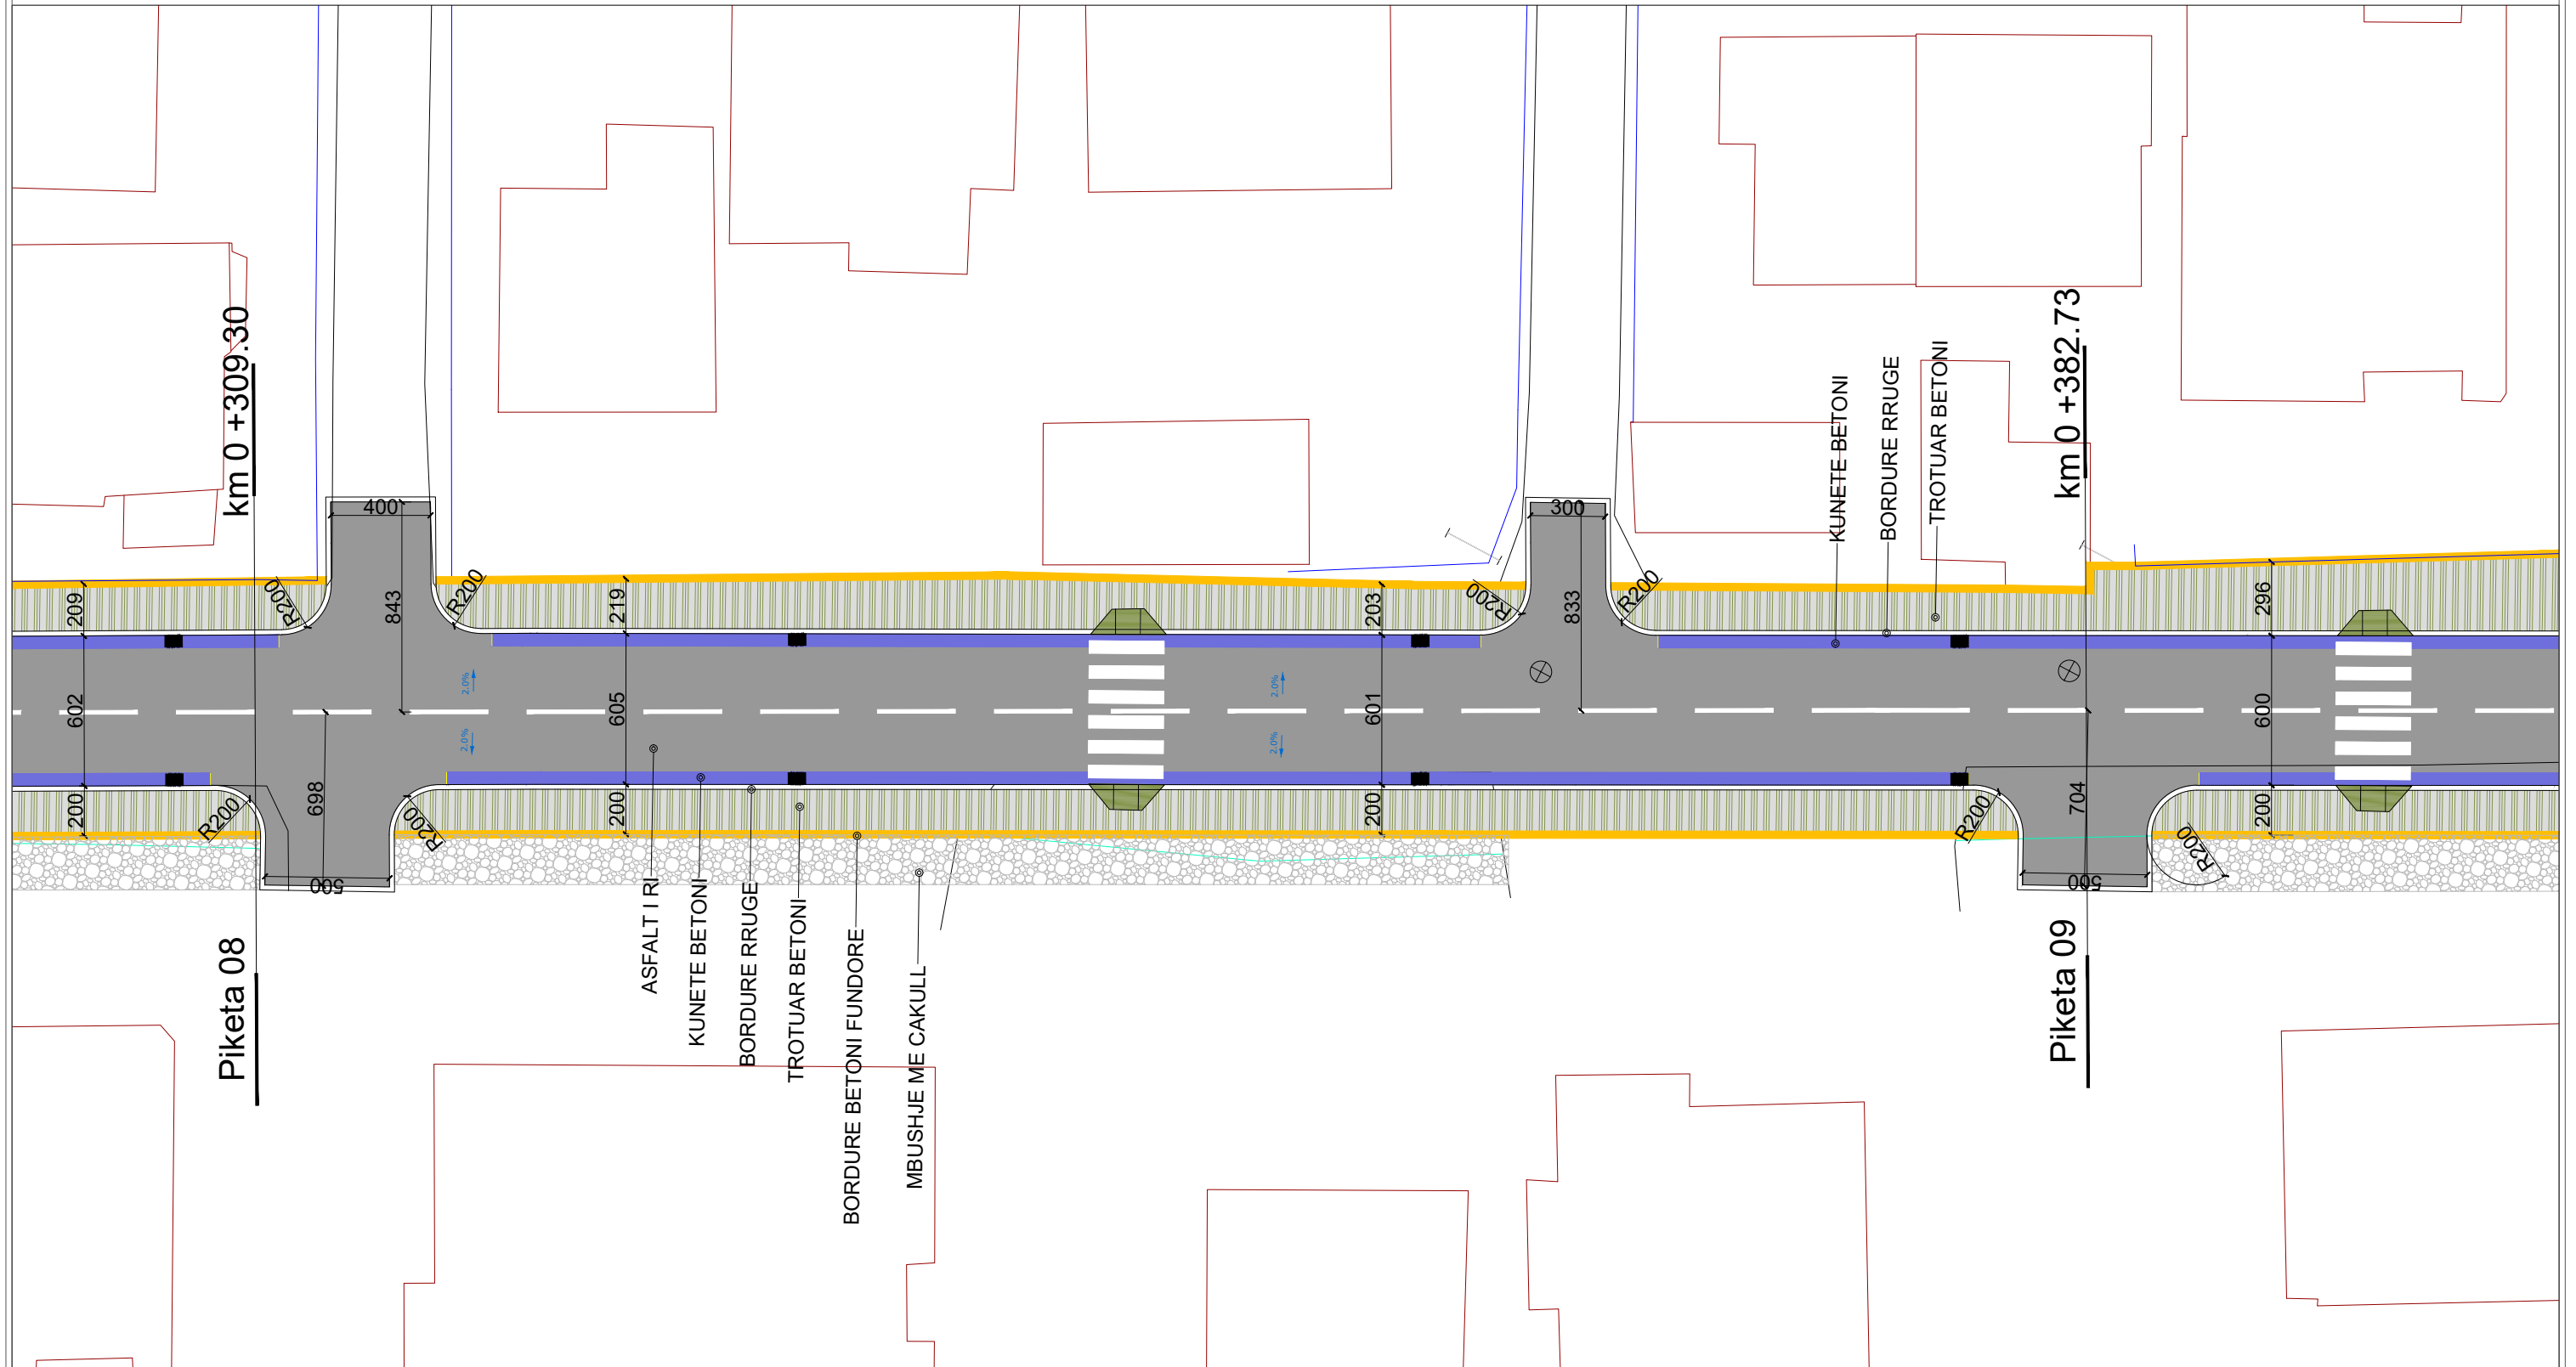 km 0 +309.30
km 0 +382.73
KUNETE BETONI
BORDURE RRUGE
TROTUAR BETONI
400
300
R200
R200
R200
R200
209
843
219
203
833
296
2.0%
2.0%
602
605
601
600
2.0%
2.0%
698
704
200
R200
R200
200
200
R200
R200
200
500
500
ASFALT I RI
KUNETE BETONI
BORDURE RRUGE
TROTUAR BETONI
BORDURE BETONI FUNDORE
MBUSHJE ME CAKULL
Piketa 08
Piketa 09